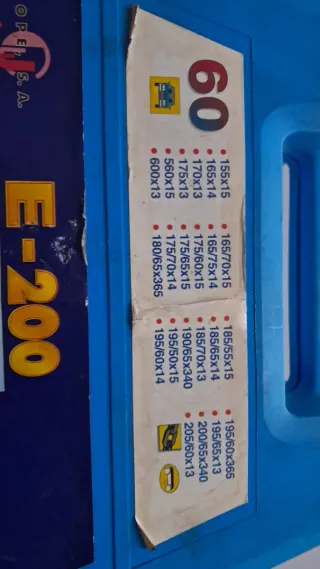 OPE, S.A.
E-200
60
• 155x15
• 165x14
• 170x13
• 175x13
• 560x15
• 600x13
• 165/70x15
• 165/75x14
• 175/60x15
• 175/65x15
• 175/70x14
• 180/65x365
• 185/55x15
• 185/65x14
• 185/70x13
• 190/65x340
• 195/50x15
• 195/60x14
• 195/60x365
• 195/65x13
• 200/65x340
• 205/60x13